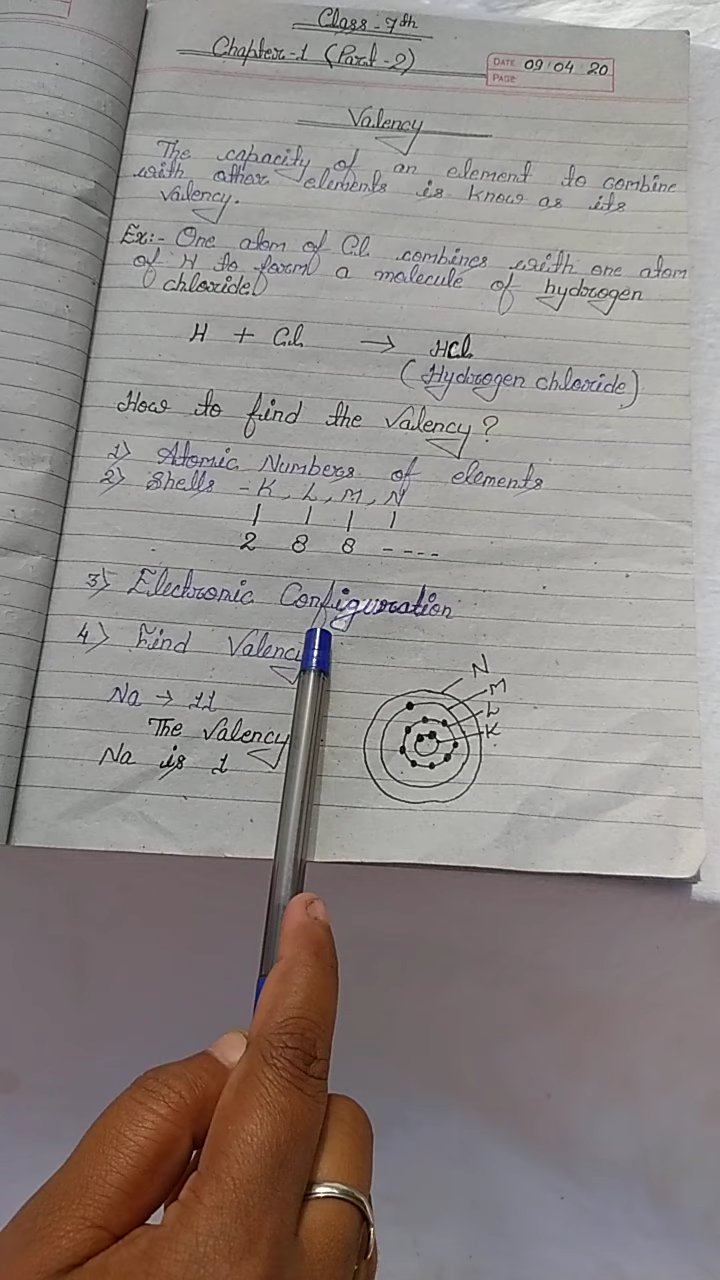 Class - 7th
Chapter-1 (Part-2)
DATE 09 04 20
PAGE
Valency
The capacity of an element to combine
with other elements is know as its
valency.
Ex:- One atom of Cl combines with one atom
of H to form a molecule of hydrogen
chloride
H + Cl → HCl
(Hydrogen chloride)
How to find the Valency?
1) Atomic Numbers of elements
2) Shells - K, L, M, N
2 8 8 ----
3) Electronic Configuration
4) Find Valency
Na → 11
The Valency
Na is 1
N
M
L
K